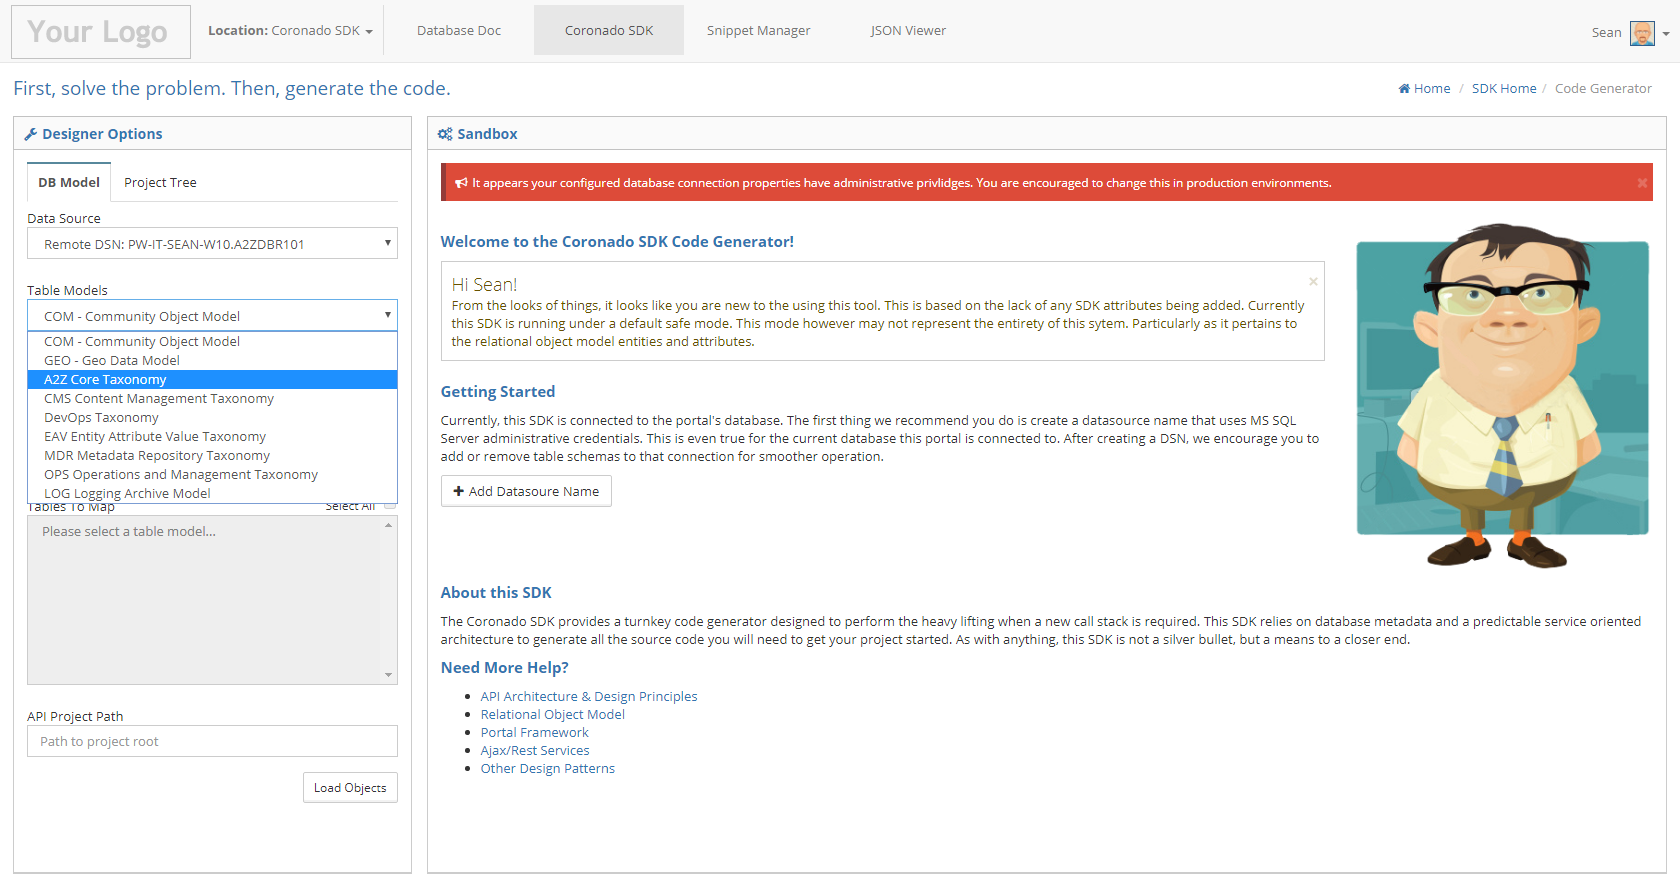 Your Logo
Location: Coronado SDK
Database Doc
Coronado SDK
Snippet Manager
JSON Viewer
Sean
First, solve the problem. Then, generate the code.
Home / SDK Home / Code Generator
Designer Options
DB Model
Project Tree
Data Source
Remote DSN: PW-IT-SEAN-W10.A2ZDBR101
Table Models
COM - Community Object Model
COM - Community Object Model
GEO - Geo Data Model
A2Z Core Taxonomy
CMS Content Management Taxonomy
DevOps Taxonomy
EAV Entity Attribute Value Taxonomy
MDR Metadata Repository Taxonomy
OPS Operations and Management Taxonomy
LOG Logging Archive Model
Tables To Map
Select All
Please select a table model...
API Project Path
Path to project root
Load Objects
Sandbox
It appears your configured database connection properties have administrative privlidges. You are encouraged to change this in production environments.
Welcome to the Coronado SDK Code Generator!
Hi Sean!
From the looks of things, it looks like you are new to the using this tool. This is based on the lack of any SDK attributes being added. Currently
this SDK is running under a default safe mode. This mode however may not represent the entirety of this sytem. Particularly as it pertains to
the relational object model entities and attributes.
Getting Started
Currently, this SDK is connected to the portal's database. The first thing we recommend you do is create a datasource name that uses MS SQL
Server administrative credentials. This is even true for the current database this portal is connected to. After creating a DSN, we encourage you to
add or remove table schemas to that connection for smoother operation.
Add Datasoure Name
About this SDK
The Coronado SDK provides a turnkey code generator designed to perform the heavy lifting when a new call stack is required. This SDK relies on database metadata and a predictable service oriented
architecture to generate all the source code you will need to get your project started. As with anything, this SDK is not a silver bullet, but a means to a closer end.
Need More Help?
API Architecture & Design Principles
Relational Object Model
Portal Framework
Ajax/Rest Services
Other Design Patterns